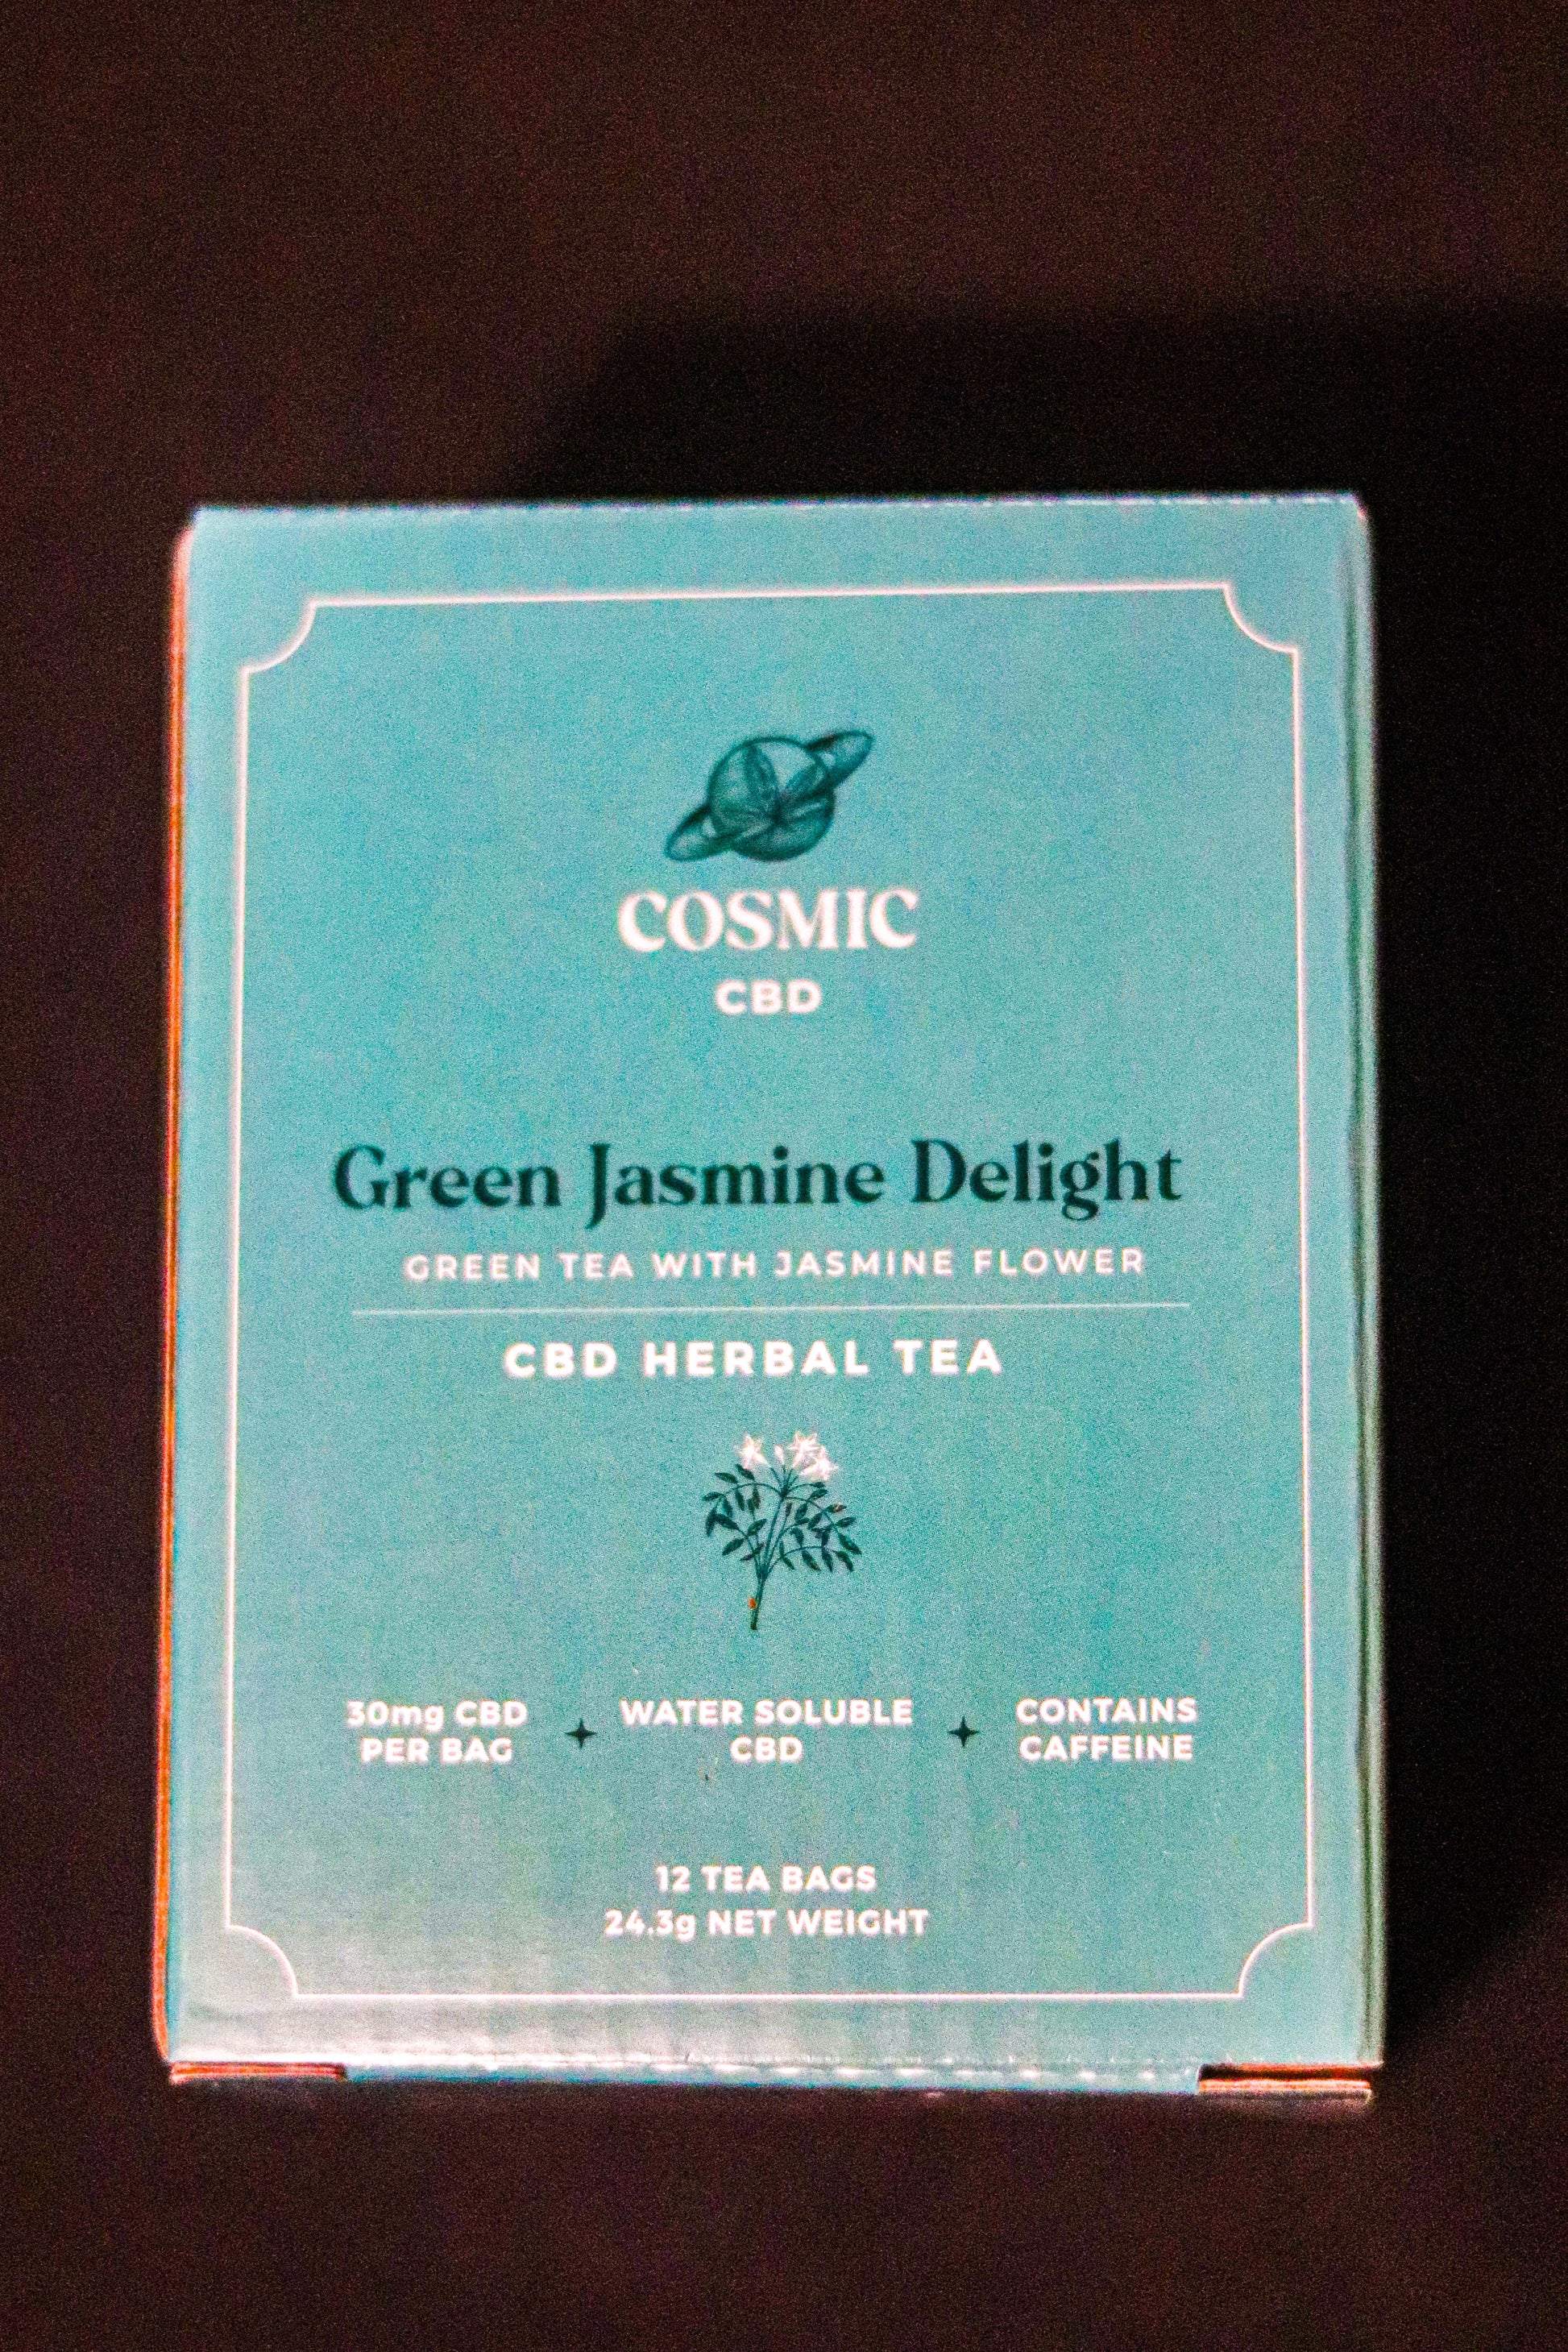 COSMIC
CBD
Green Jasmine Delight
GREEN TEA WITH JASMINE FLOWER
CBD HERBAL TEA
30mg CBD
PER BAG
WATER SOLUBLE
CBD
CONTAINS
CAFFEINE
12 TEA BAGS
24.3g NET WEIGHT